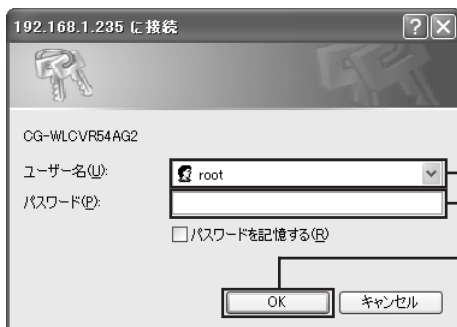 192.168.1.235 に接続
CG-WLCVR54AG2
ユーザー名(U):
root
パスワード(P):
パスワードを記憶する(R)
OK
キャンセル